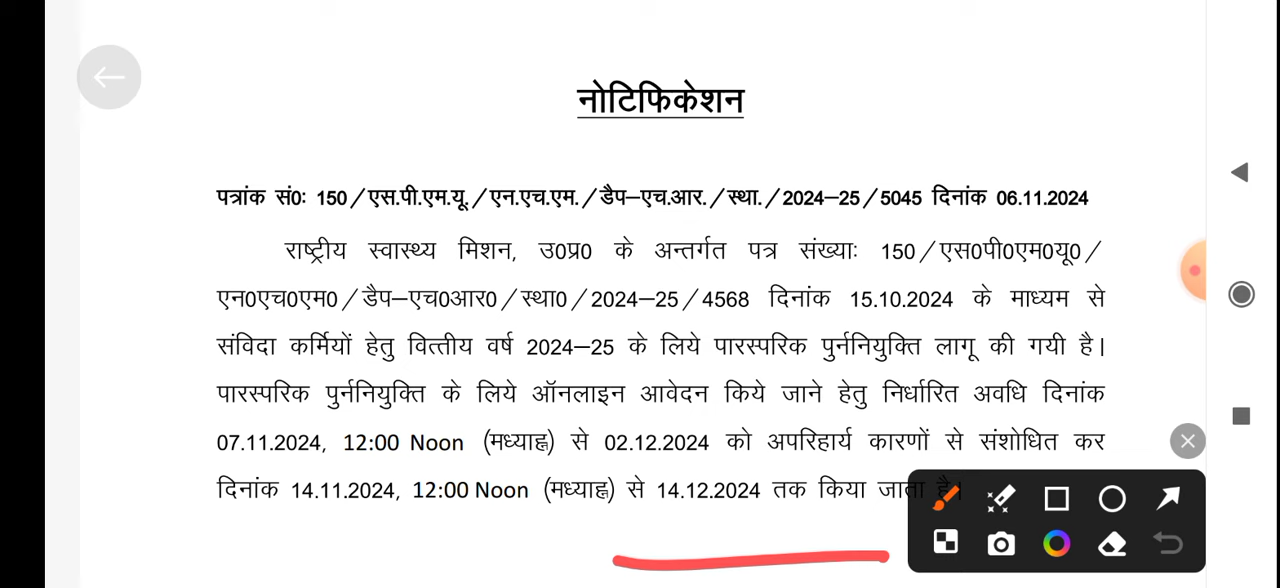 नोटिफिकेशन
पत्रांक सं0: 150/एस.पी.एम.यू./एन.एच.एम./डैप–एच.आर./स्था./2024–25/5045 दिनांक 06.11.2024
राष्ट्रीय स्वास्थ्य मिशन, उ0प्र0 के अन्तर्गत पत्र संख्याः 150/एस0पी0एम0यू0/
एन0एच0एम0/डैप–एच0आर0/स्था0/2024–25/4568 दिनांक 15.10.2024 के माध्यम से
संविदा कर्मियों हेतु वित्तीय वर्ष 2024–25 के लिये पारस्परिक पुर्ननियुक्ति लागू की गयी है।
पारस्परिक पुर्ननियुक्ति के लिये ऑनलाइन आवेदन किये जाने हेतु निर्धारित अवधि दिनांक
07.11.2024, 12:00 Noon (मध्याह्न) से 02.12.2024 को अपरिहार्य कारणों से संशोधित कर
दिनांक 14.11.2024, 12:00 Noon (मध्याह्न) से 14.12.2024 तक किया जाता है।